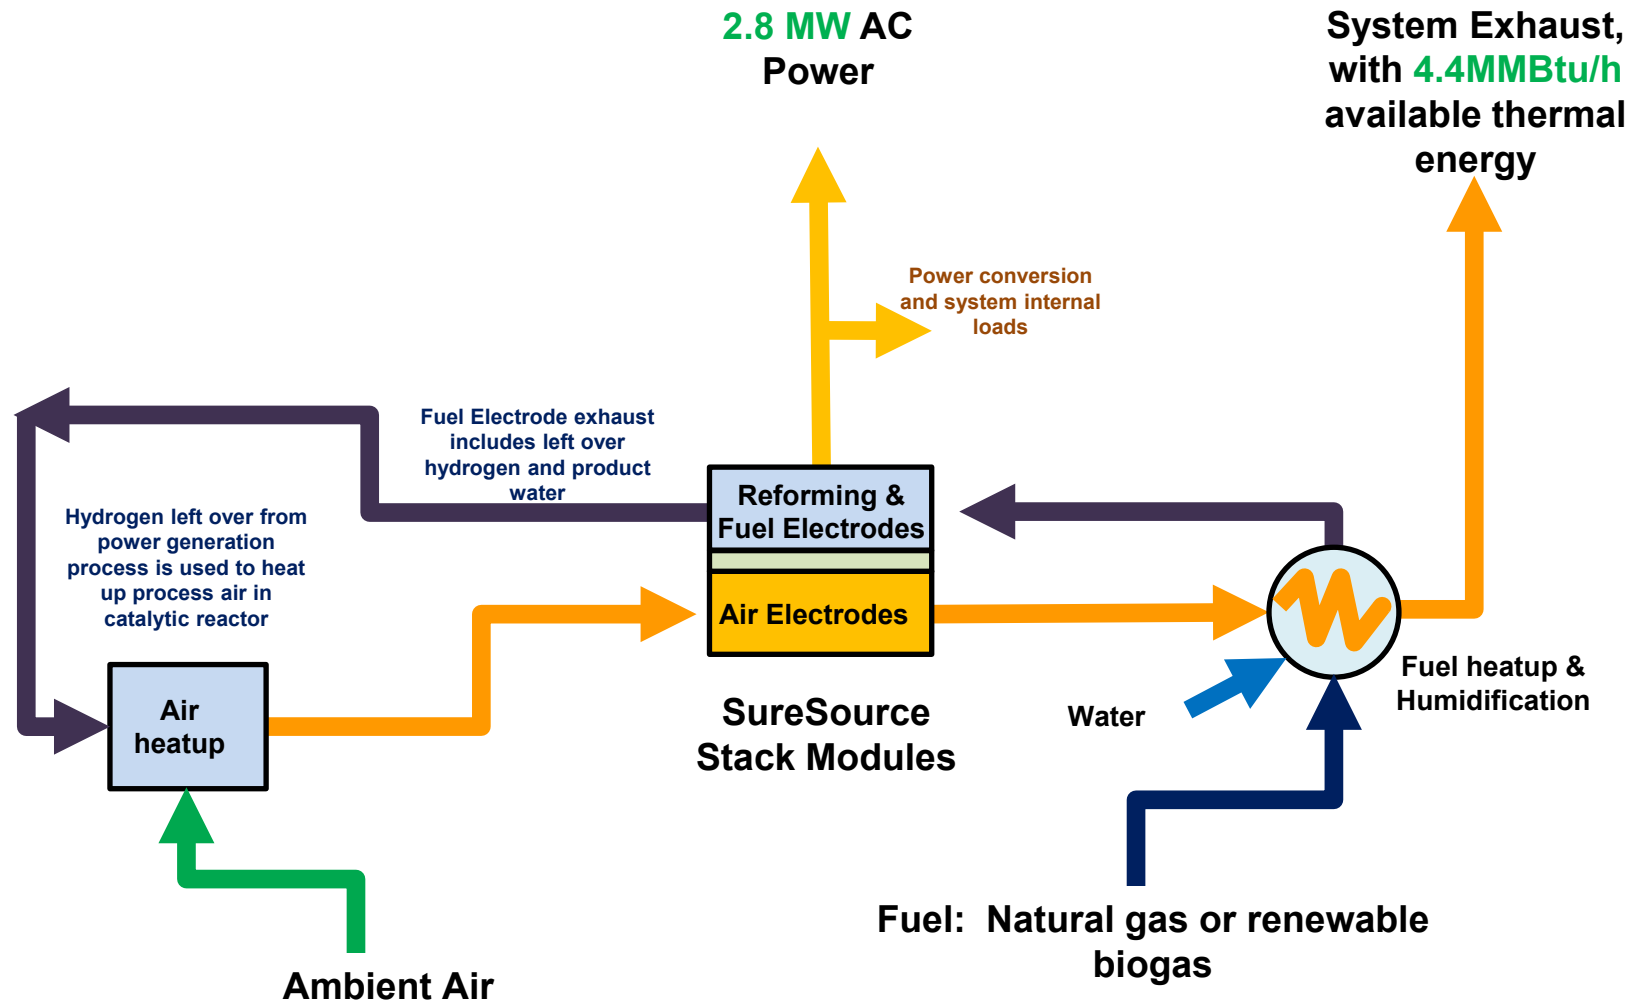 2.8 MW AC
Power
System Exhaust,
with 4.4MMBtu/h
available thermal
energy
Power conversion
and system internal
loads
Fuel Electrode exhaust
includes left over
hydrogen and product
water
Hydrogen left over from
power generation
process is used to heat
up process air in
catalytic reactor
Reforming &
Fuel Electrodes
Air Electrodes
SureSource
Stack Modules
Air
heatup
Water
Fuel heatup &
Humidification
Fuel:  Natural gas or renewable
biogas
Ambient Air